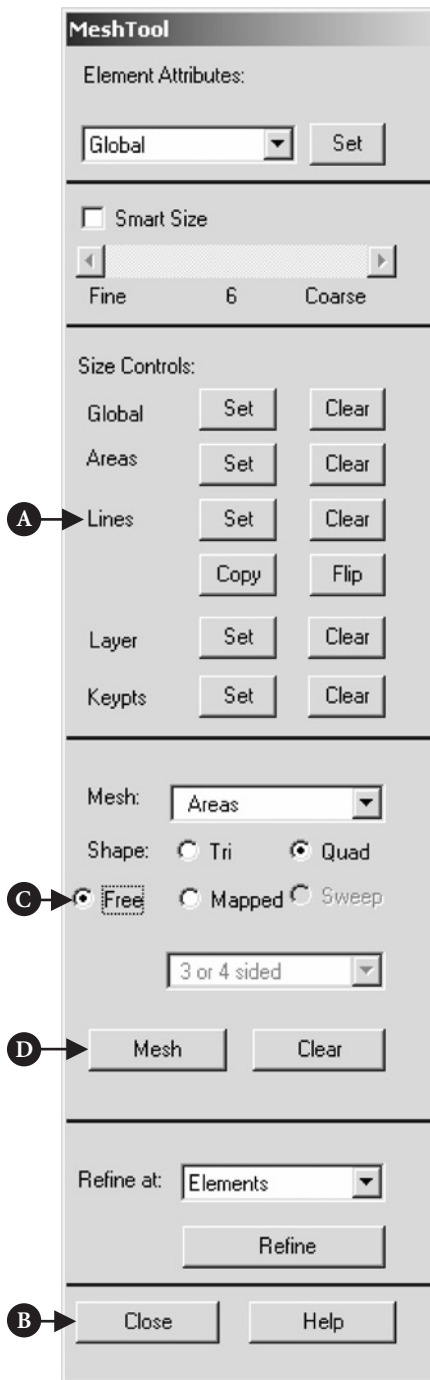 MeshTool
Element Attributes:
Global Set
Smart Size
Fine 6 Coarse
Size Controls:
Global Set Clear
Areas Set Clear
A Lines Set Clear
Copy Flip
Layer Set Clear
Keypts Set Clear
Mesh: Areas
Shape: Tri Quad
C Free Mapped Sweep
3 or 4 sided
D Mesh Clear
Refine at: Elements
Refine
B Close Help